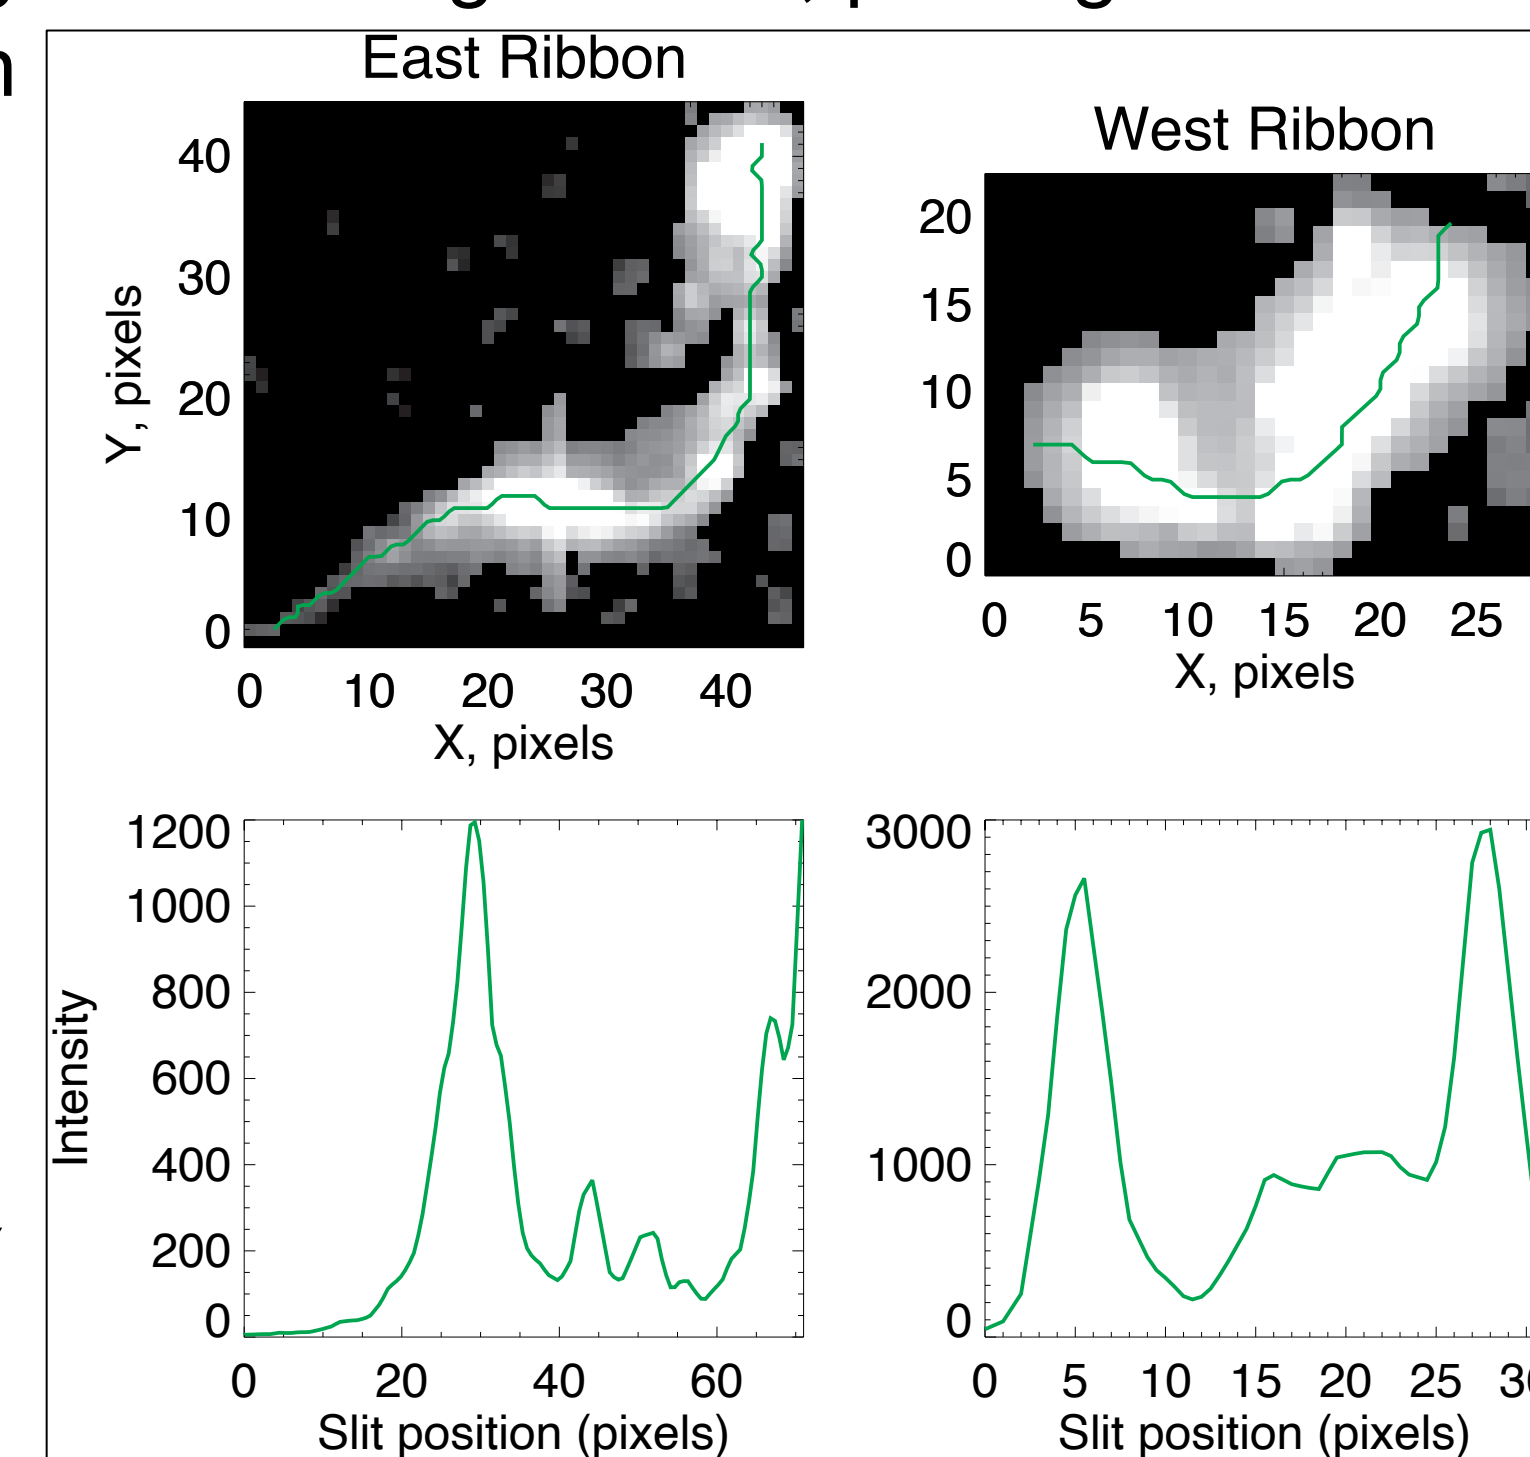 East Ribbon
West Ribbon
40
30
20
10
0
Y, pixels
0 10 20 30 40
X, pixels
20
15
10
5
0
0 5 10 15 20 25
X, pixels
1200
1000
800
600
400
200
0
Intensity
0 20 40 60
Slit position (pixels)
3000
2000
1000
0
0 5 10 15 20 25
Slit position (pixels)